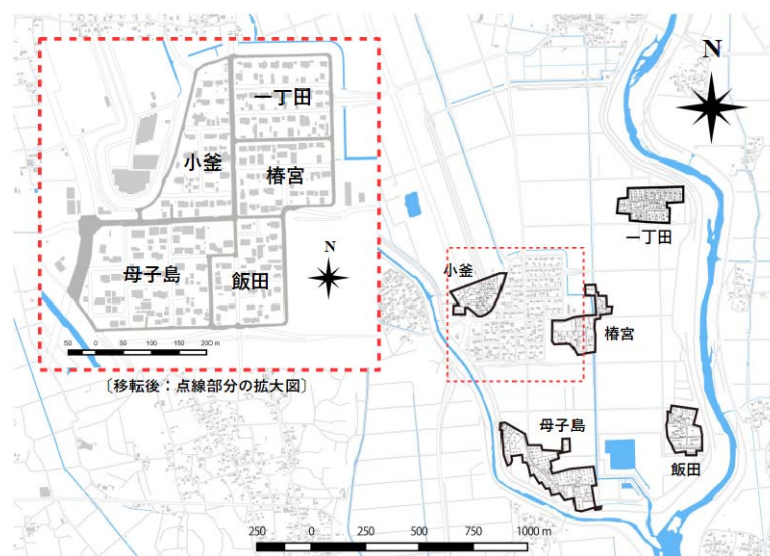 一丁田
小釜
椿宮
母子島
飯田
N
50 0 50 100 150 200 m
〔移転後：点線部分の拡大図〕
N
一丁田
小釜
椿宮
母子島
飯田
250 0 250 500 750 1000 m